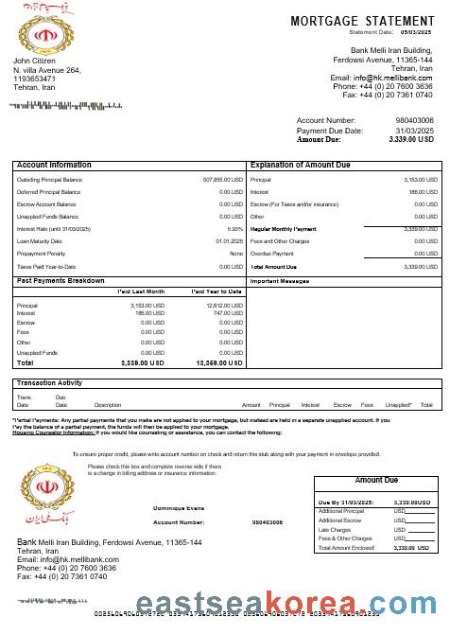 MORTGAGE STATEMENT
Statement Date: 05/03/2025
John Citizen
N. villa Avenue 264,
1193653471
Tehran, Iran
Bank Melli Iran Building,
Ferdowsi Avenue, 11365-144
Tehran, Iran
Email: info@hk.mellibank.com
Phone: +44 (0) 20 7600 3636
Fax: +44 (0) 20 7361 0740
Account Number: 980403006
Payment Due Date: 31/03/2025
Amount Due: 3,339.00 USD
Account Information
Outstanding Principal Balance 507,855.00 USD
Deferred Principal Balance 0.00 USD
Escrow Account Balance 0.00 USD
Unapplied Funds Balance 0.00 USD
Interest Rate (until 31/03/2025) 5.93%
Loan Maturity Date 01.01.2025
Prepayment Penalty None
Taxes Paid Year-to-Date 0.00 USD
Explanation of Amount Due
Principal 3,153.00 USD
Interest 186.00 USD
Escrow (For Taxes and/or insurance) 0.00 USD
Other 0.00 USD
Regular Monthly Payment 3,339.00 USD
Fees and Other Charges 0.00 USD
Overdue Payment 0.00 USD
Total Amount Due 3,339.00 USD
Past Payments Breakdown
Paid Last Month Paid Year to Date
Principal 3,153.00 USD 12,612.00 USD
Interest 186.00 USD 747.00 USD
Escrow 0.00 USD 0.00 USD
Fees 0.00 USD 0.00 USD
Other 0.00 USD 0.00 USD
Unapplied Funds 0.00 USD 0.00 USD
Total 3,339.00 USD 13,359.00 USD
Important Messages
Transaction Activity
Trans. Date Due Date Description Amount Principal Interest Escrow Fees Unapplied* Total
*Partial Payments: Any partial payments that you make are not applied to your mortgage, but instead are held in a separate unapplied account. If you
Pay the balance of a partial payment, the funds will then be applied to your mortgage.
Housing Counselor Information: If you would like counseling or assistance, you can contact the following:
To ensure proper credit, please write account number on check and return this stub along with your payment in envelope provided.
Please check this box and complete reverse side if there
is a change in billing address or insurance information.
بانک ملی ایران
Dominique Evans
Account Number: 980403006
Amount Due
Due By 31/03/2025: 3,339.00USD
Additional Principal USD
Additional Escrow USD
Late Charges USD
Fees & Other Charges USD
Total Amount Enclosed: 3,339.00 USD
Bank Melli Iran Building, Ferdowsi Avenue, 11365-144
Tehran, Iran
Email: info@hk.mellibank.com
Phone: +44 (0) 20 7600 3636
Fax: +44 (0) 20 7361 0740
eastseakorea.com